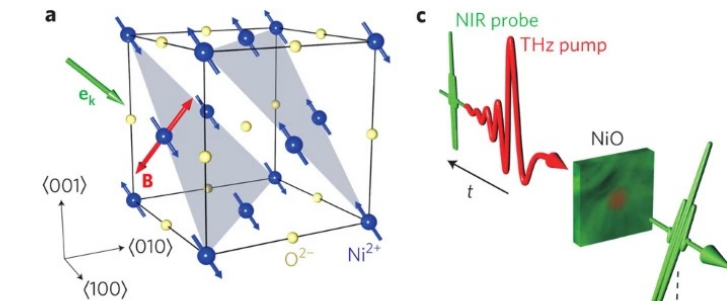 a
e_k
B
⟨001⟩
⟨010⟩
⟨100⟩
O²⁻
Ni²⁺
c
NIR probe
THz pump
NiO
t